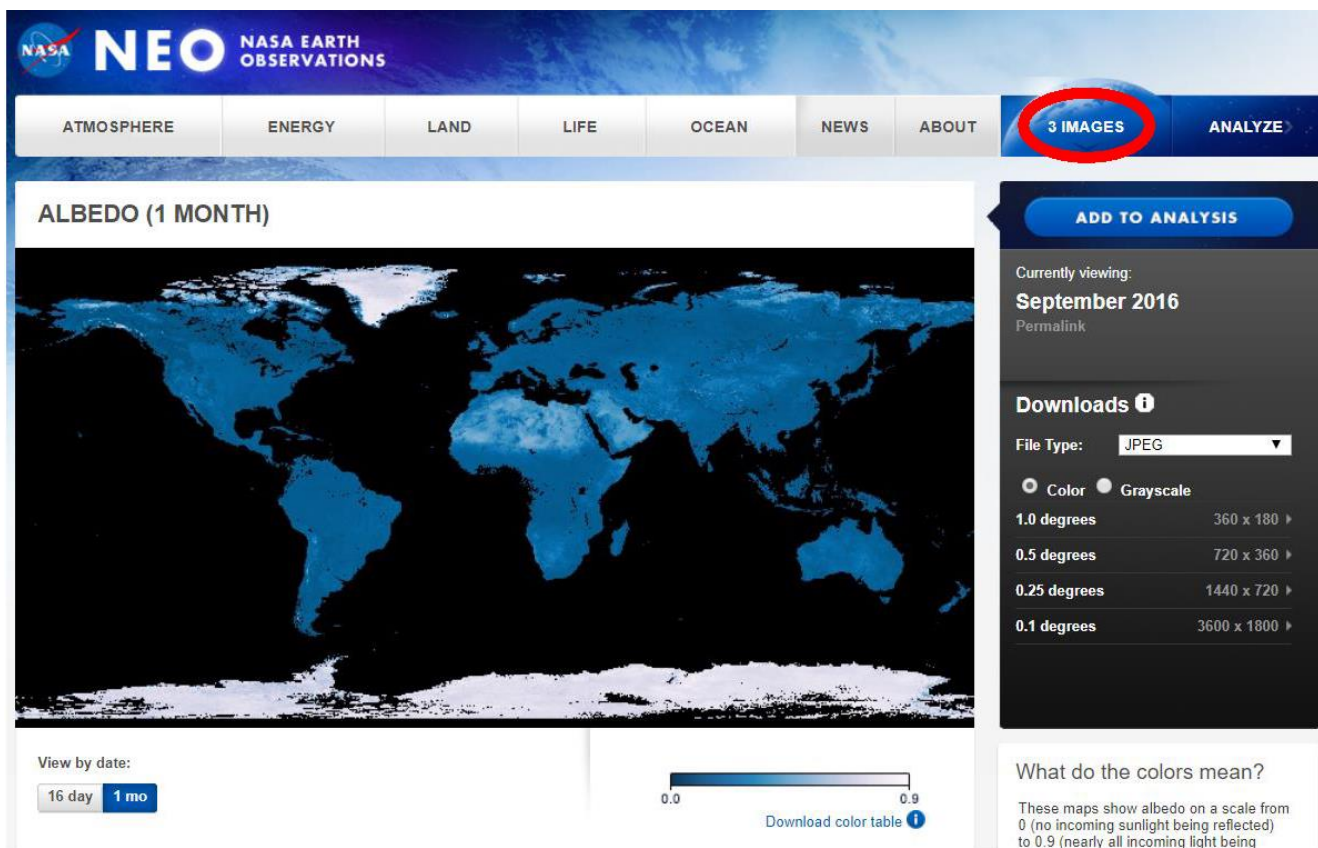 NASA
NEO
NASA EARTH
OBSERVATIONS
ATMOSPHERE ENERGY LAND LIFE OCEAN NEWS ABOUT 3 IMAGES ANALYZE
ALBEDO (1 MONTH)
ADD TO ANALYSIS
Currently viewing:
September 2016
Permalink
Downloads
File Type: JPEG
Color Grayscale
1.0 degrees 360 x 180
0.5 degrees 720 x 360
0.25 degrees 1440 x 720
0.1 degrees 3600 x 1800
View by date:
16 day 1 mo
0.0 0.9
Download color table
What do the colors mean?
These maps show albedo on a scale from
0 (no incoming sunlight being reflected)
to 0.9 (nearly all incoming light being